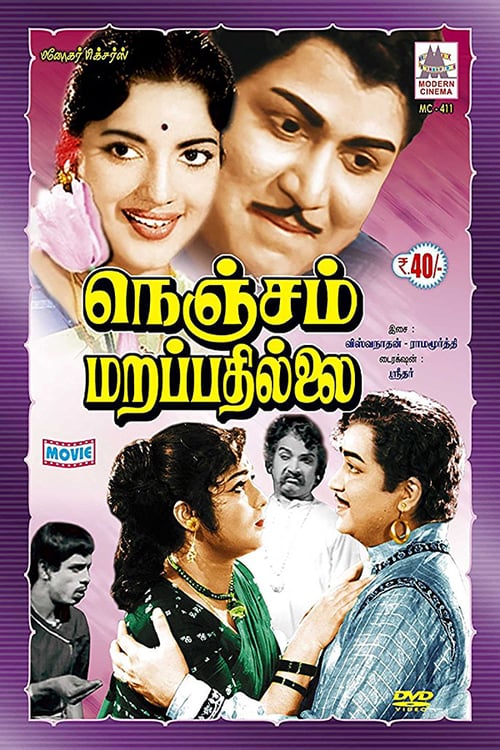 மனோகர் பிக்சர்ஸ்
MODERN
CINEMA
MC - 411
₹.40/-
நெஞ்சம்
மறப்பதில்லை
இசை :
விஸ்வநாதன் - ராமமூர்த்தி
டைரக்ஷன் :
ஸ்ரீதர்
MOVIE
DVD
VIDEO